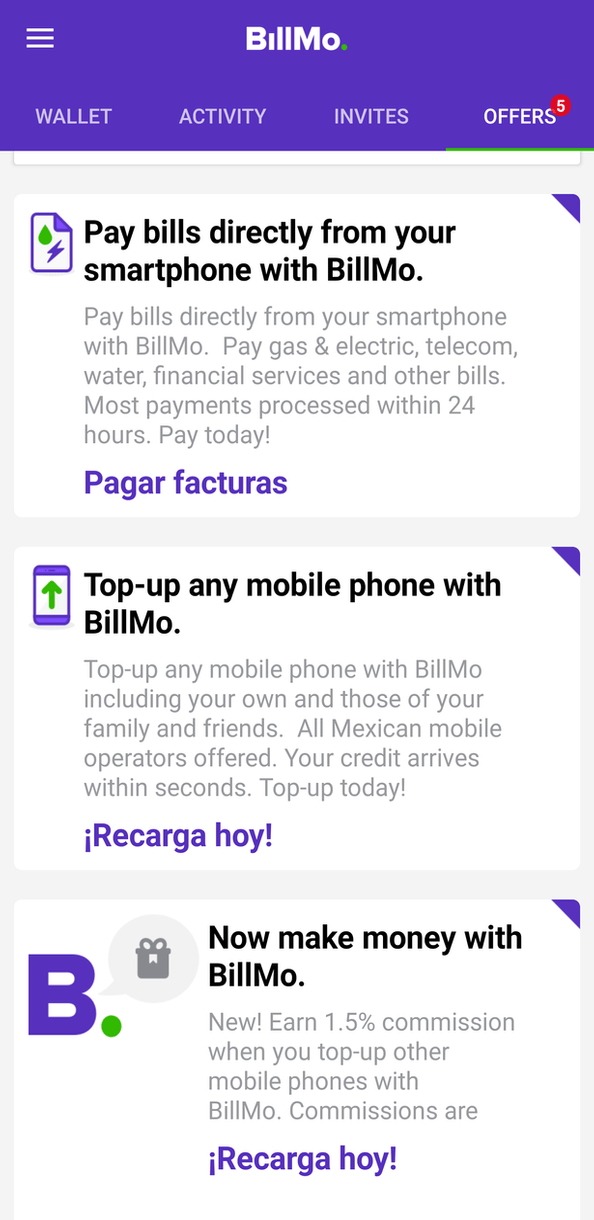 BillMo.
WALLET ACTIVITY INVITES OFFERS 5
Pay bills directly from your
smartphone with BillMo.
Pay bills directly from your smartphone
with BillMo.  Pay gas & electric, telecom,
water, financial services and other bills.
Most payments processed within 24
hours. Pay today!
Pagar facturas
Top-up any mobile phone with
BillMo.
Top-up any mobile phone with BillMo
including your own and those of your
family and friends.  All Mexican mobile
operators offered. Your credit arrives
within seconds. Top-up today!
¡Recarga hoy!
B.
Now make money with
BillMo.
New! Earn 1.5% commission
when you top-up other
mobile phones with
BillMo. Commissions are
¡Recarga hoy!